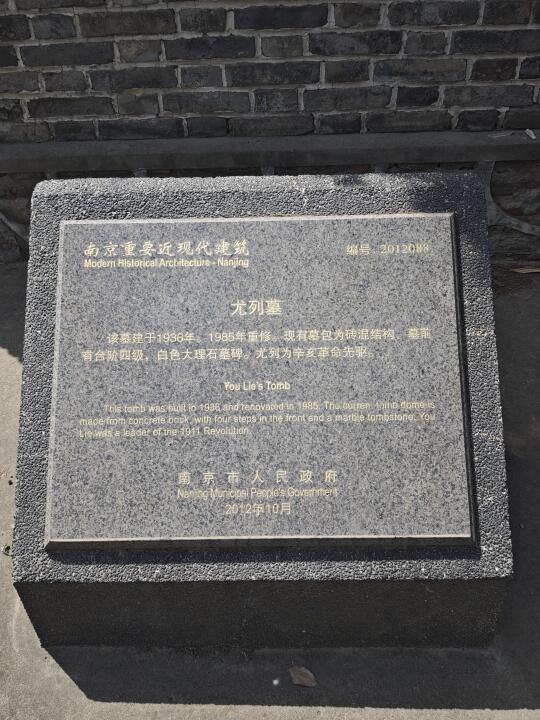 南京重要近现代建筑
Modern Historical Architecture - Nanjing
编号 2012088
尤列墓
该墓建于1936年。1985年重修。现有墓包为砖混结构，墓前
有台阶四级，白色大理石墓碑。尤列为辛亥革命先驱。
You Lie's Tomb
This tomb was built in 1936 and renovated in 1985. The current tomb dome is
made from concrete brick, with four steps in the front and a marble tombstone. You
Lie was a leader of the 1911 Revolution.
南京市人民政府
Nanjing Municipal People's Government
2012年10月